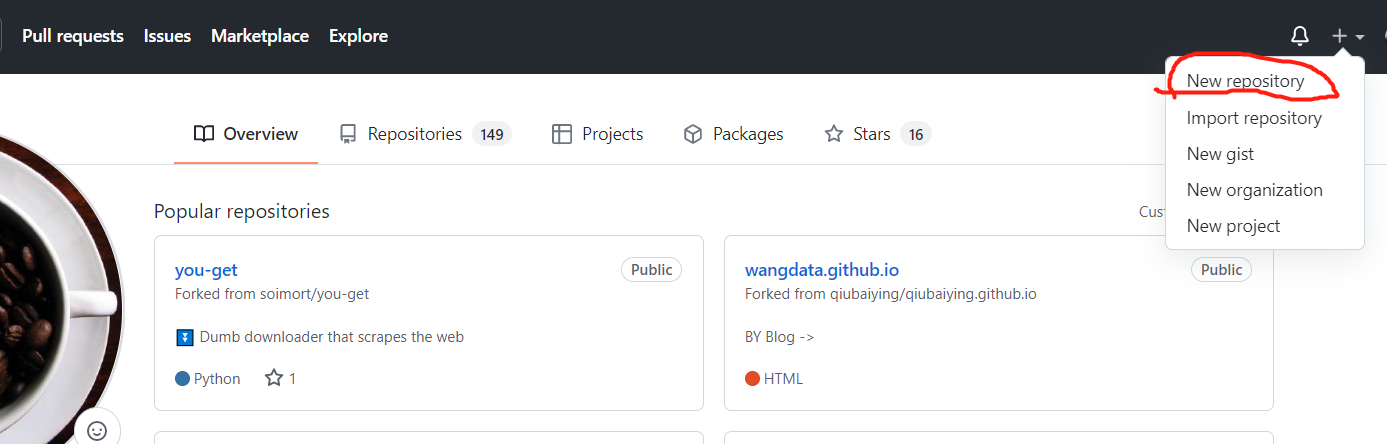 Pull requests Issues Marketplace Explore
New repository
Import repository
New gist
New organization
New project
Overview Repositories 149 Projects Packages Stars 16
Popular repositories
you-get Public
Forked from soimort/you-get
Dumb downloader that scrapes the web
Python 1
wangdata.github.io Public
Forked from qiubaiying/qiubaiying.github.io
BY Blog ->
HTML